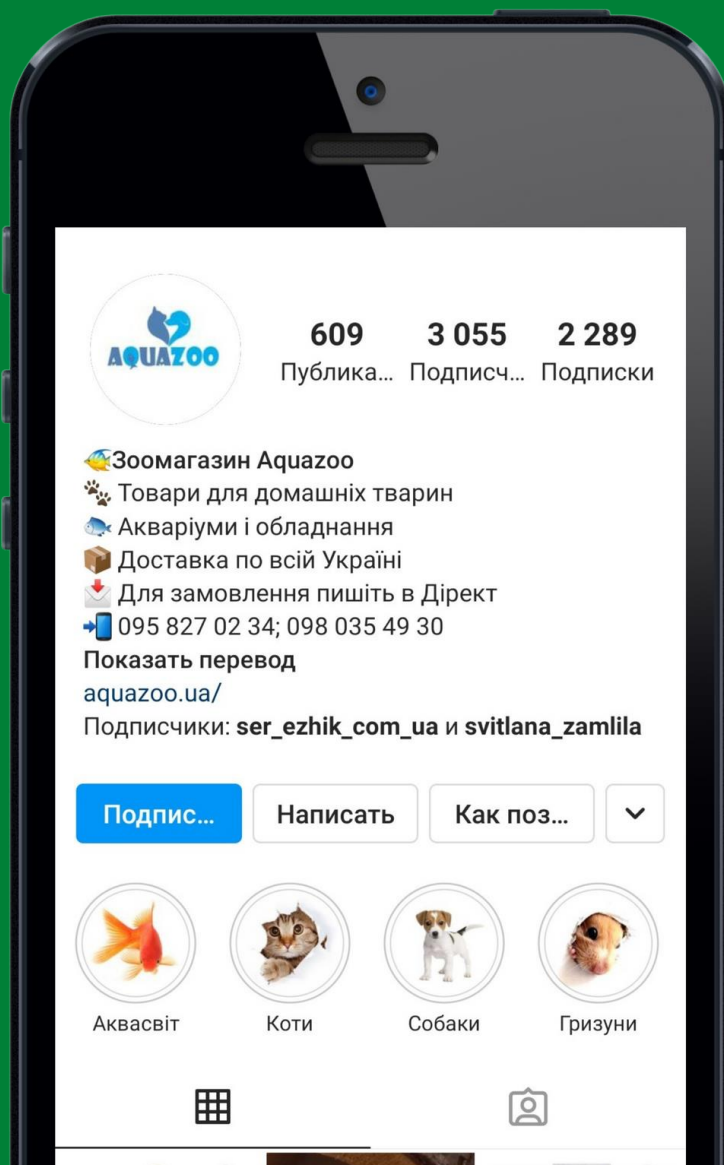 AQUAZOO
609 3 055 2 289
Публика... Подписч... Подписки
Зоомагазин Aquazoo
Товари для домашніх тварин
Акваріуми і обладнання
Доставка по всій Україні
Для замовлення пишіть в Дірект
095 827 02 34; 098 035 49 30
Показать перевод
aquazoo.ua/
Подписчики: ser_ezhik_com_ua и svitlana_zamlila
Подпис... Написать Как поз...
Аквасвіт Коти Собаки Гризуни